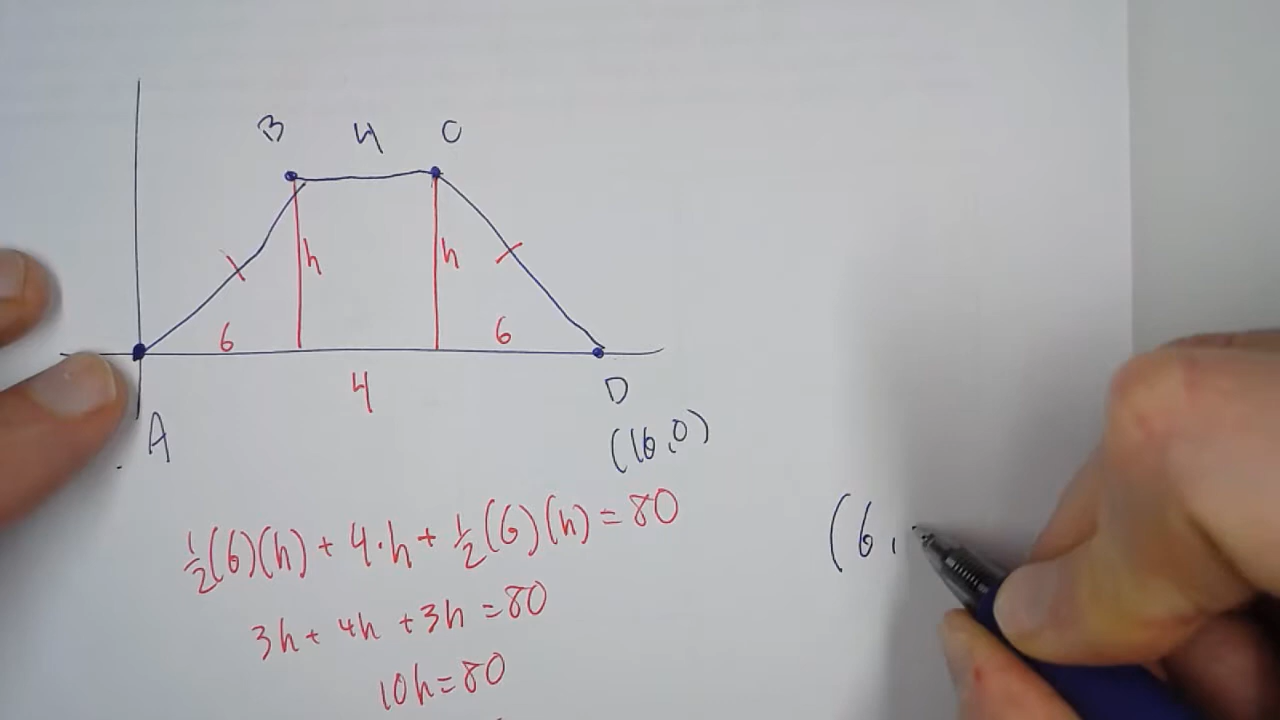 B 4 C
h h
6 6
4
A D
(16,0)
½(6)(h) + 4·h + ½(6)(h) = 80
(6,
3h + 4h + 3h = 80
10h = 80